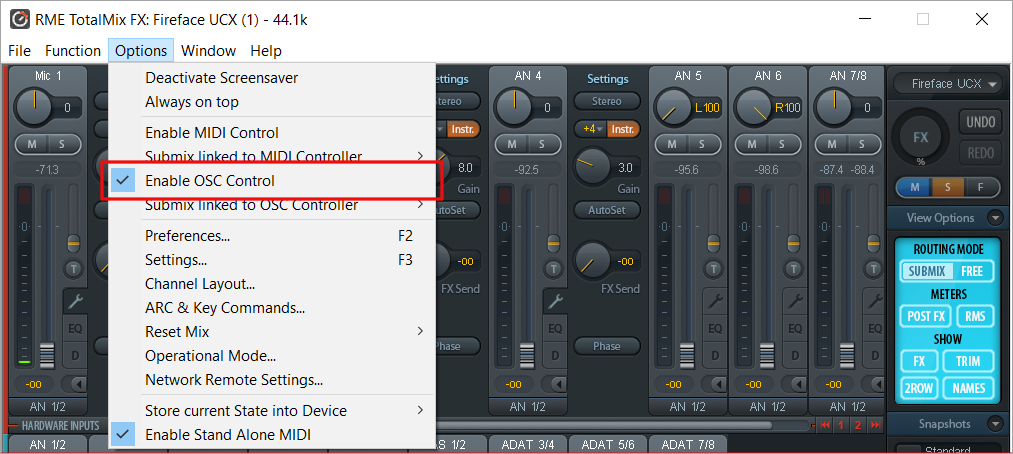 RME TotalMix FX: Fireface UCX (1) - 44.1k
File Function Options Window Help
Deactivate Screensaver
Always on top
Enable MIDI Control
Submix linked to MIDI Controller
Enable OSC Control
Submix linked to OSC Controller
Preferences... F2
Settings... F3
Channel Layout...
ARC & Key Commands...
Reset Mix
Operational Mode...
Network Remote Settings...
Store current State into Device
Enable Stand Alone MIDI
Mic 1
0
M S
-71.3
0
T
EQ
D
-oo
AN 1/2
Settings
Stereo
Instr.
8.0
Gain
AutoSet
-oo
FX Send
Phase
AN 4
0
M S
-92.5
0
T
EQ
D
-oo
AN 1/2
Settings
Stereo
+4 Instr.
3.0
Gain
AutoSet
-oo
FX Send
Phase
AN 5
L100
M S
-95.6
0
T
EQ
D
-oo
AN 1/2
AN 6
R100
M S
-98.6
0
T
EQ
D
-oo
AN 1/2
AN 7/8
0
M S
-87.4 -88.4
0
T
EQ
D
-oo
AN 1/2
Fireface UCX
FX
%
UNDO
REDO
M S F
View Options
ROUTING MODE
SUBMIX FREE
METERS
POST FX RMS
SHOW
FX TRIM
2ROW NAMES
Snapshots
Standard
HARDWARE INPUTS
1 2
AN 1/2
1/2
ADAT 3/4
ADAT 5/6
ADAT 7/8